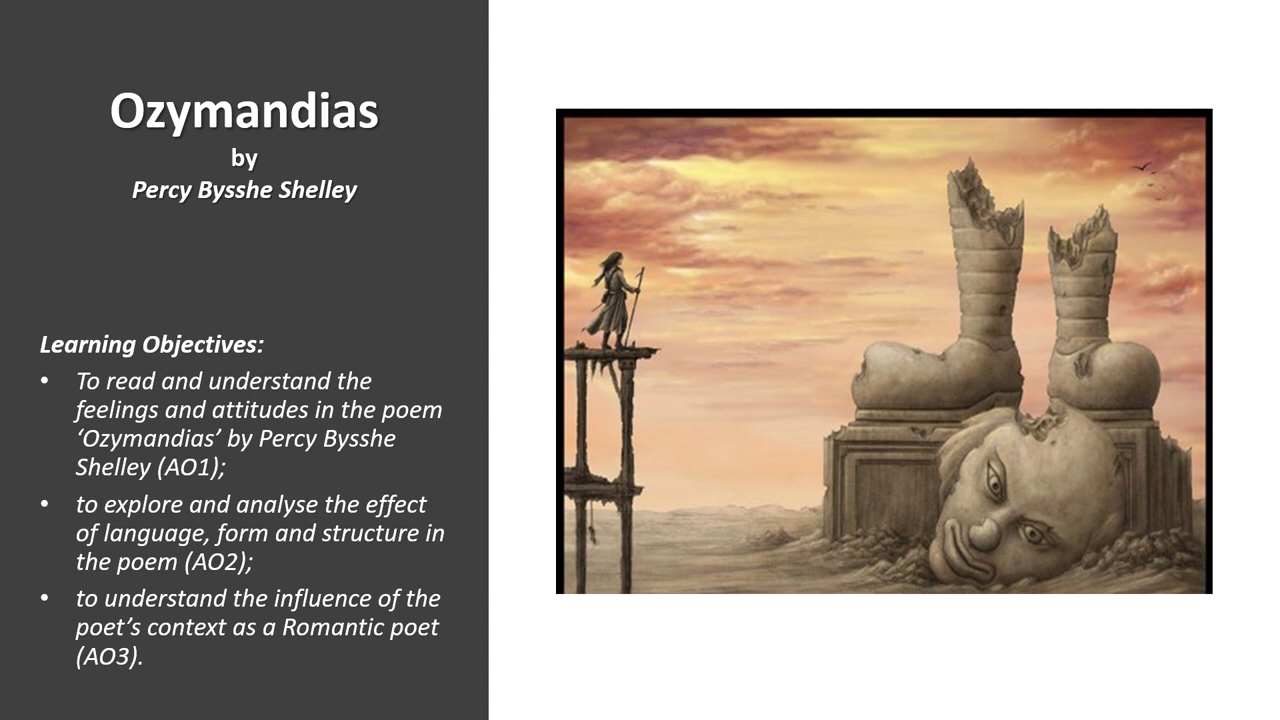 Ozymandias
by
Percy Bysshe Shelley
Learning Objectives:
• To read and understand the
feelings and attitudes in the poem
‘Ozymandias’ by Percy Bysshe
Shelley (AO1);
• to explore and analyse the effect
of language, form and structure in
the poem (AO2);
• to understand the influence of the
poet’s context as a Romantic poet
(AO3).